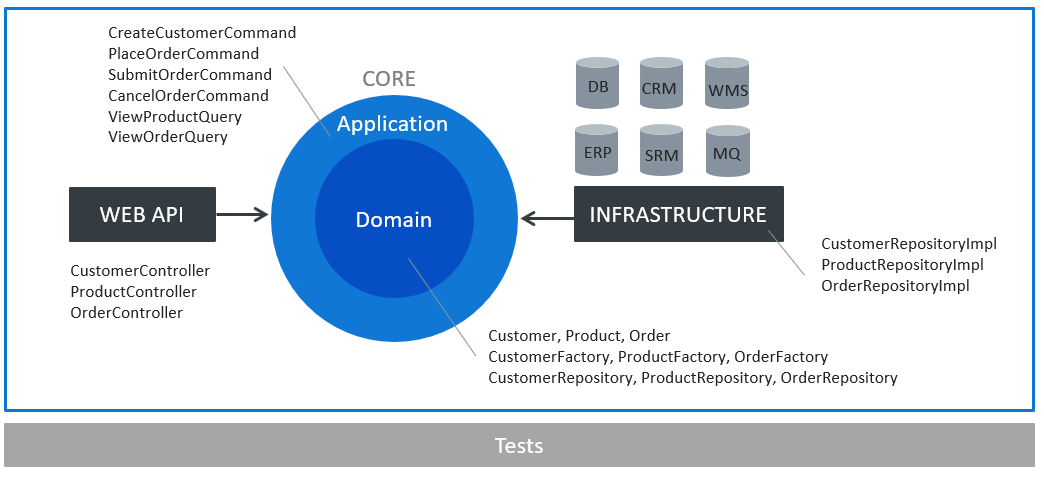 CreateCustomerCommand
PlaceOrderCommand
SubmitOrderCommand
CancelOrderCommand
ViewProductQuery
ViewOrderQuery
CORE
Application
Domain
WEB API
CustomerController
ProductController
OrderController
DB
CRM
WMS
ERP
SRM
MQ
INFRASTRUCTURE
CustomerRepositoryImpl
ProductRepositoryImpl
OrderRepositoryImpl
Customer, Product, Order
CustomerFactory, ProductFactory, OrderFactory
CustomerRepository, ProductRepository, OrderRepository
Tests